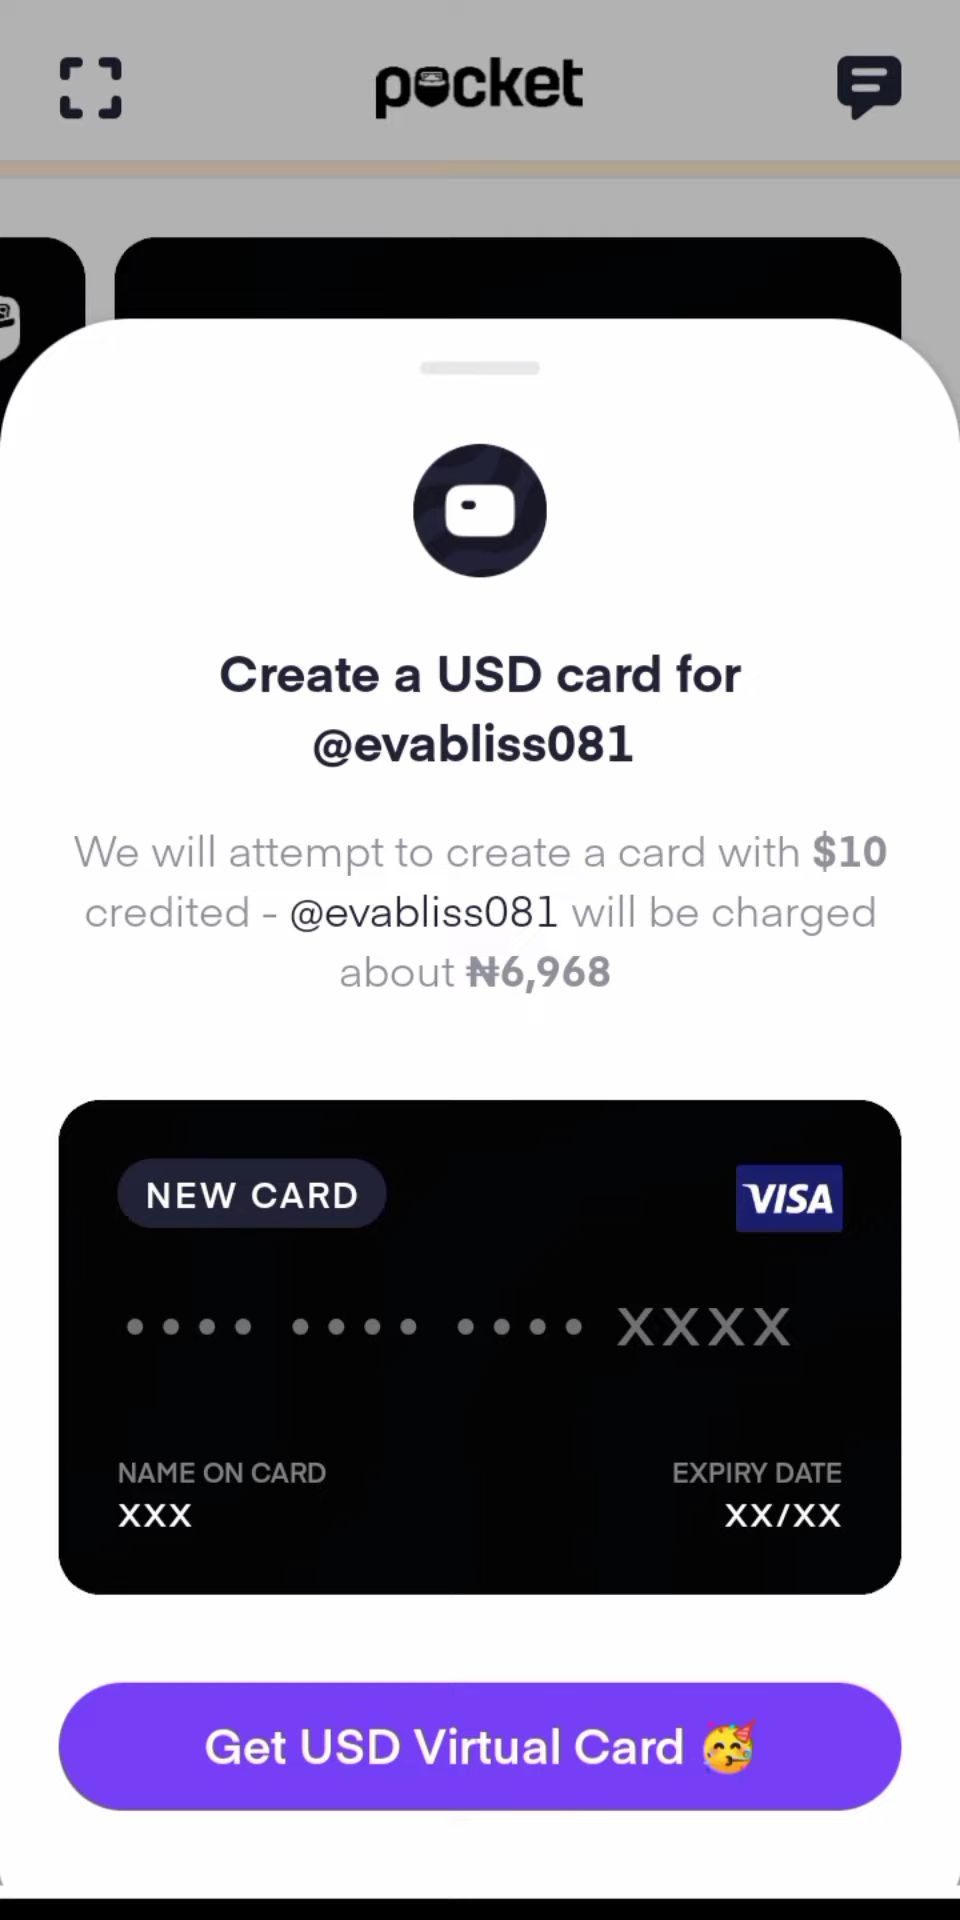 pocket
Create a USD card for
@evabliss081
We will attempt to create a card with $10
credited - @evabliss081 will be charged
about ₦6,968
NEW CARD
VISA
•••• •••• •••• XXXX
NAME ON CARD
XXX
EXPIRY DATE
XX/XX
Get USD Virtual Card 🥳